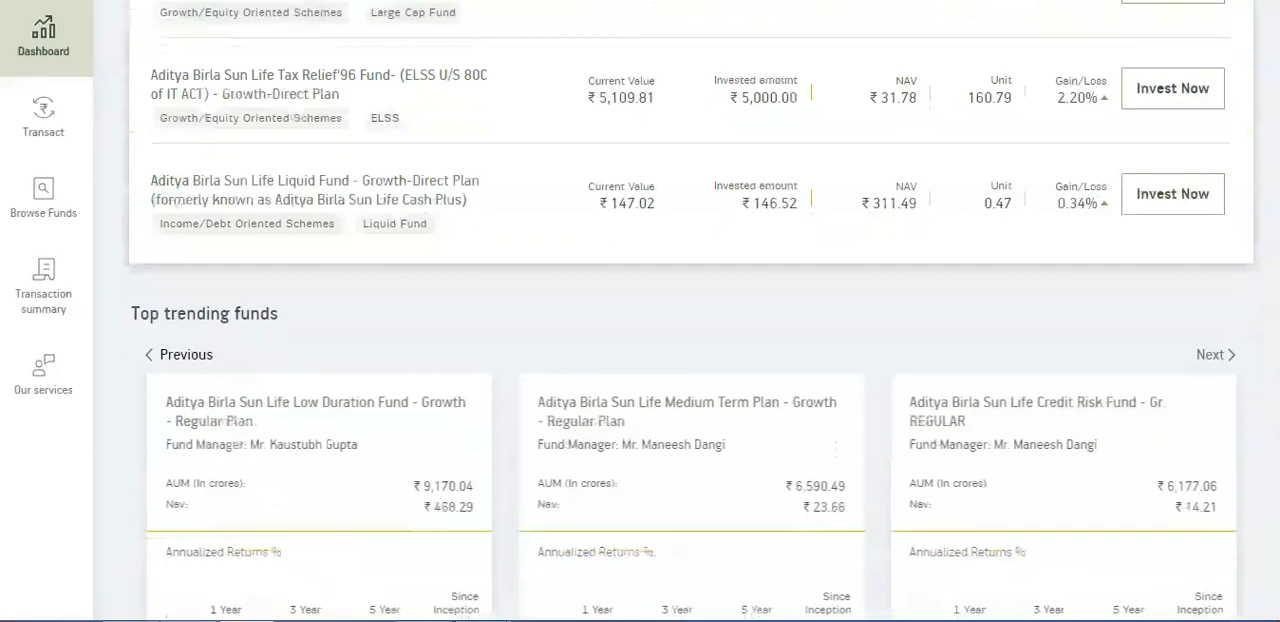 Dashboard
Transact
Browse Funds
Transaction
summary
Our services
Growth/Equity Oriented Schemes Large Cap Fund
Aditya Birla Sun Life Tax Relief'96 Fund- (ELSS U/S 80C
of IT ACT) - Growth-Direct Plan
Growth/Equity Oriented Schemes ELSS
Current Value Invested amount NAV Unit Gain/Loss
₹ 5,109.81 ₹ 5,000.00 ₹ 31.78 160.79 2.20%
Invest Now
Aditya Birla Sun Life Liquid Fund - Growth-Direct Plan
(formerly known as Aditya Birla Sun Life Cash Plus)
Income/Debt Oriented Schemes Liquid Fund
Current Value Invested amount NAV Unit Gain/Loss
₹ 147.02 ₹ 146.52 ₹ 311.49 0.47 0.34%
Invest Now
Top trending funds
Previous Next
Aditya Birla Sun Life Low Duration Fund - Growth
- Regular Plan
Fund Manager: Mr. Kaustubh Gupta
AUM (In crores): ₹ 9,170.04
Nav: ₹ 468.29
Annualized Returns %
1 Year 3 Year 5 Year Since
Inception
Aditya Birla Sun Life Medium Term Plan - Growth
- Regular Plan
Fund Manager: Mr. Maneesh Dangi
AUM (In crores): ₹ 6,590.49
Nav: ₹ 23.66
Annualized Returns %
1 Year 3 Year 5 Year Since
Inception
Aditya Birla Sun Life Credit Risk Fund - Gr.
REGULAR
Fund Manager: Mr. Maneesh Dangi
AUM (In crores) ₹ 6,177.06
Nav: ₹ 14.21
Annualized Returns %
1 Year 3 Year 5 Year Since
Inception